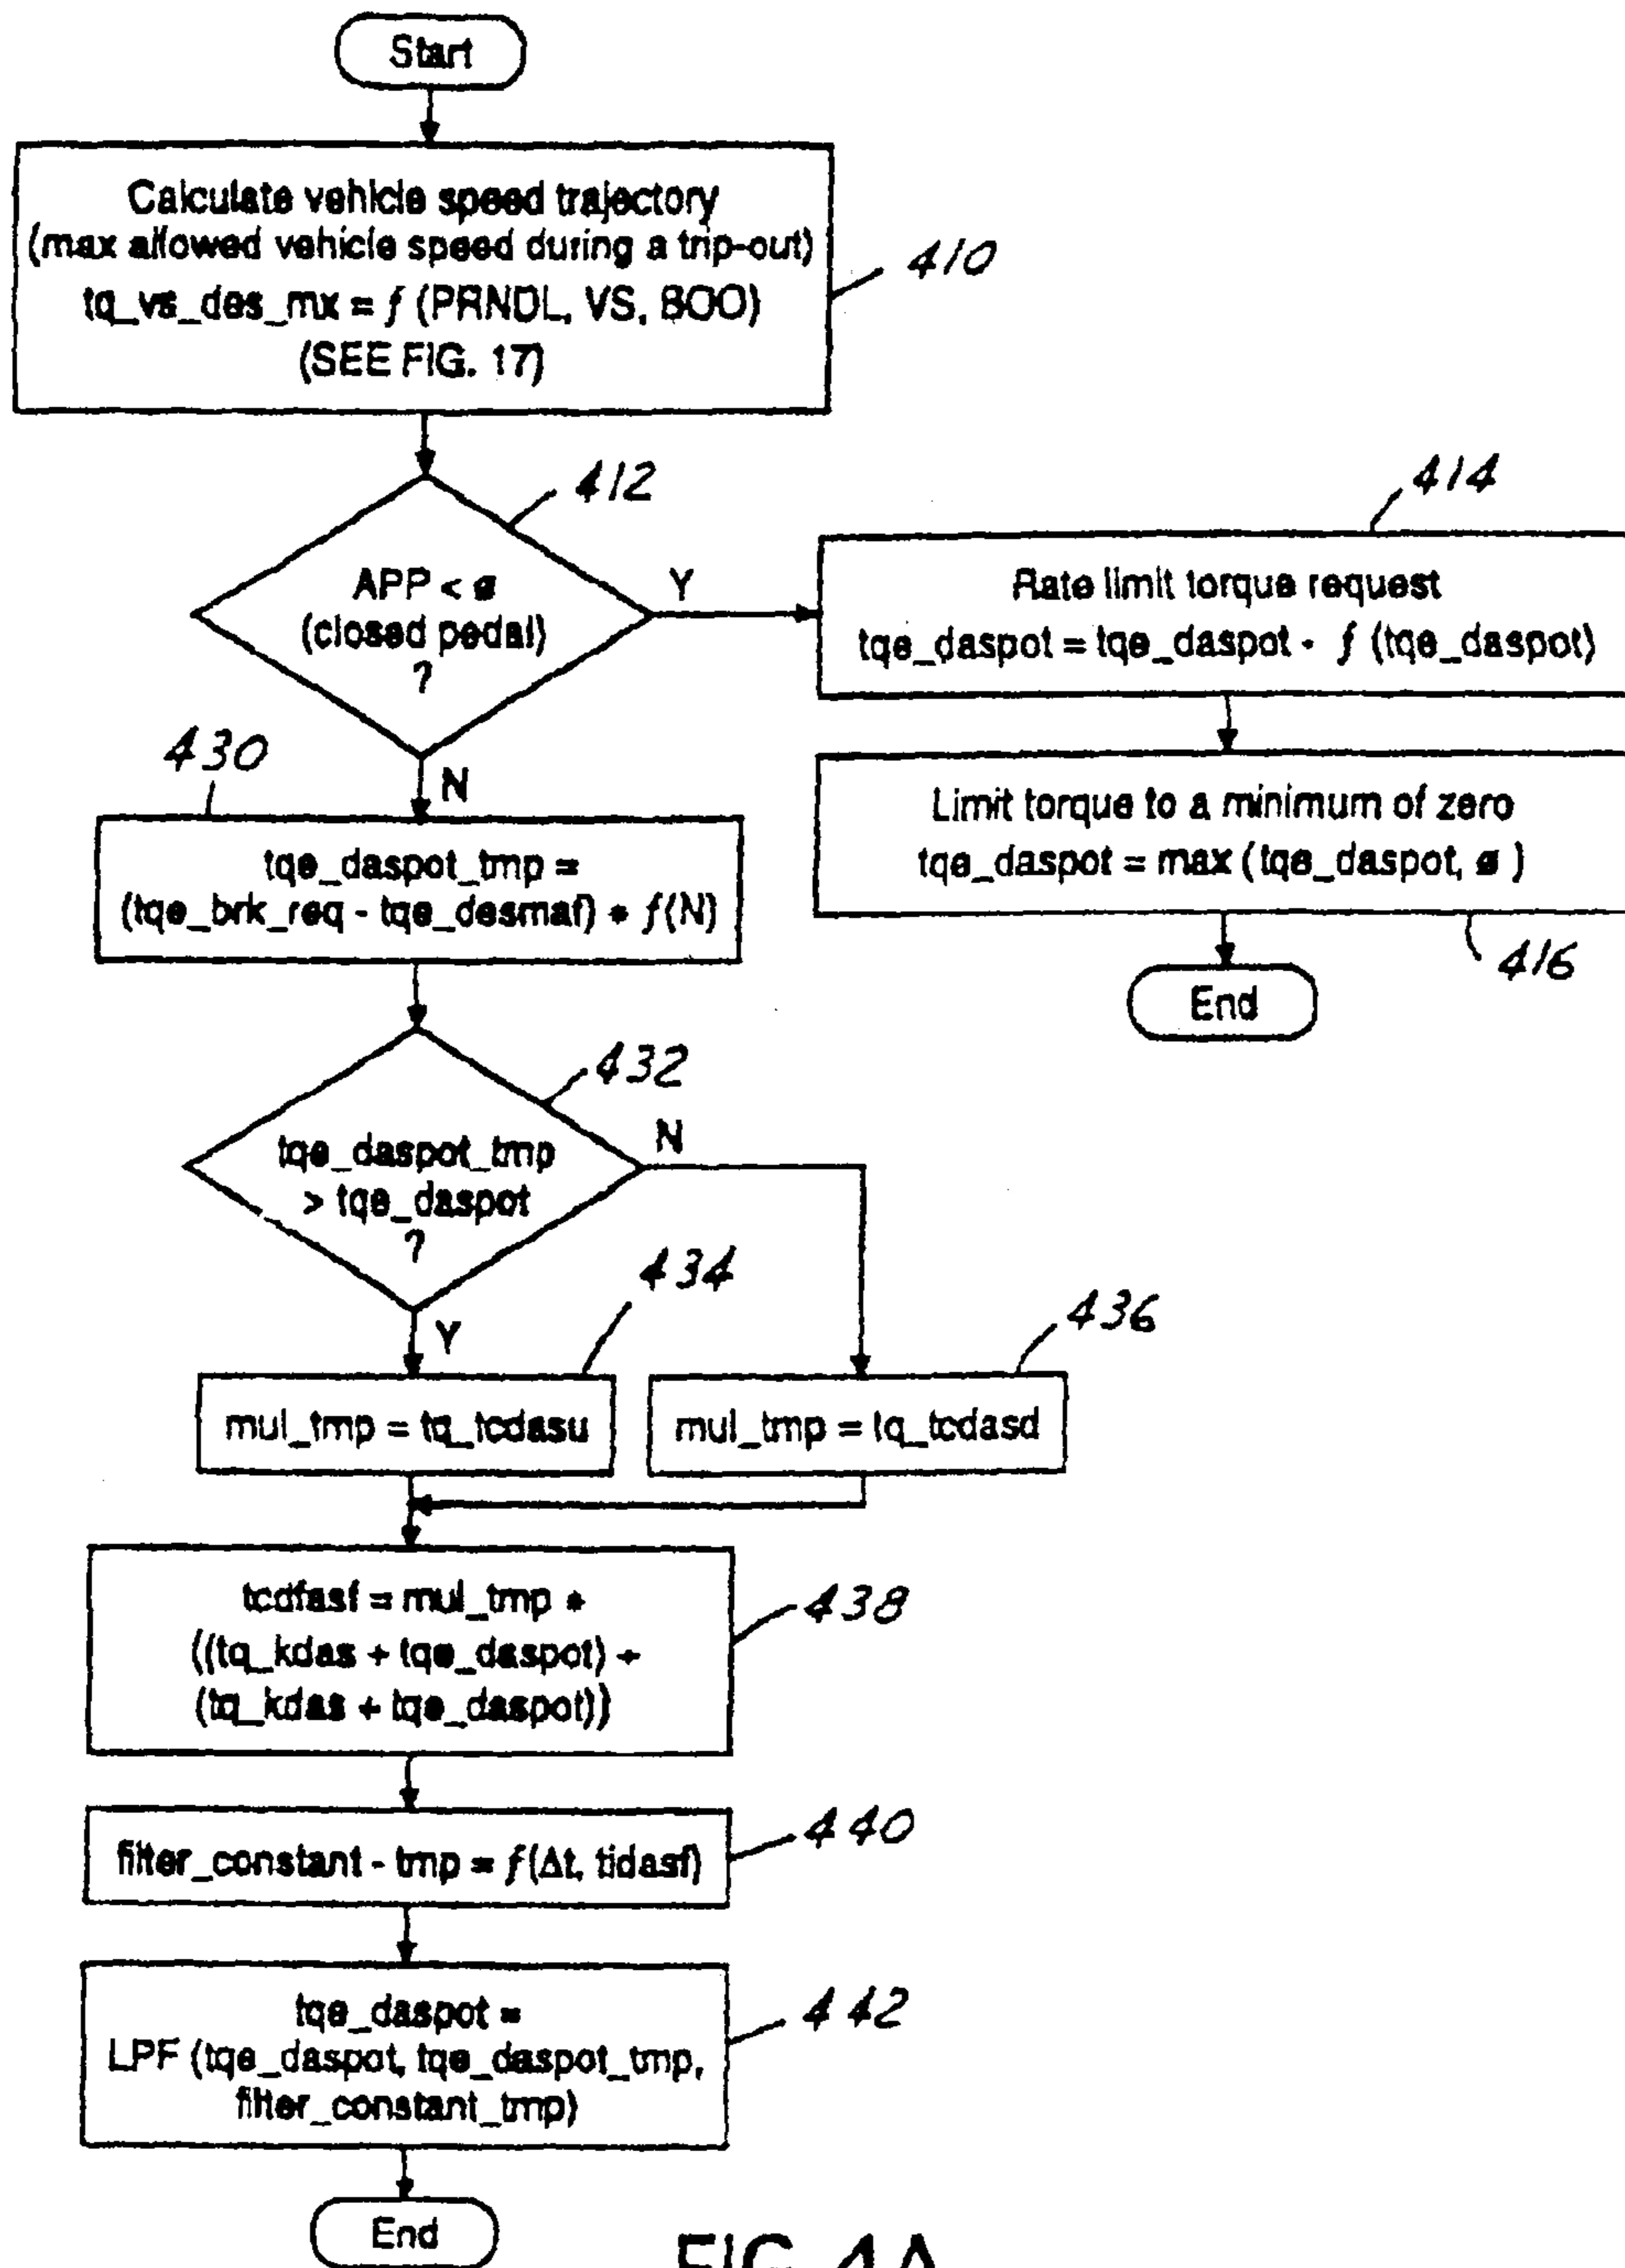 Start
Calculate vehicle speed trajectory
(max allowed vehicle speed during a trip-out)
tq_vs_des_mx = f (PRNDL, VS, BOO)
(SEE FIG. 17)
410
412
APP < ø
(closed pedal)
?
Y
N
414
Rate limit torque request
tqe_daspot = tqe_daspot - f (tqe_daspot)
Limit torque to a minimum of zero
tqe_daspot = max (tqe_daspot, ø )
416
End
430
tqe_daspot_tmp =
(tqe_brk_req - tqe_desmaf) * f(N)
432
tqe_daspot_tmp
> tqe_daspot
?
N
Y
434
mul_tmp = tq_tcdasu
436
mul_tmp = tq_tcdasd
tcdfasf = mul_tmp *
((tq_kdas + tqe_daspot) ÷
(tq_kdas + tqe_daspot))
438
filter_constant - tmp = f(Δt, tidasf)
440
tqe_daspot =
LPF (tqe_daspot, tqe_daspot_tmp,
filter_constant_tmp)
442
End
FIG.4A